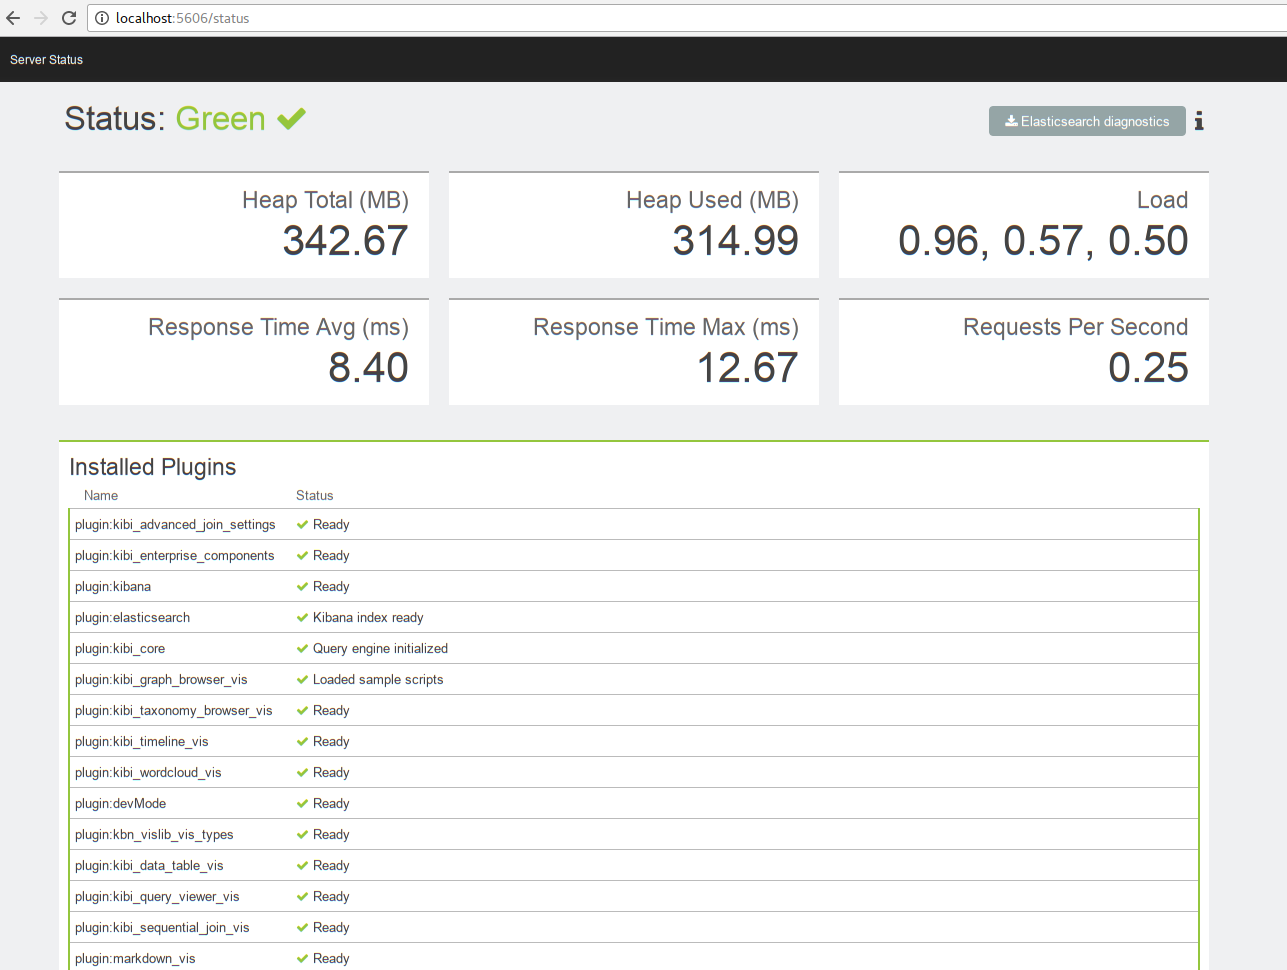 localhost:5606/status
Server Status
Status: Green
Elasticsearch diagnostics
Heap Total (MB)
342.67
Heap Used (MB)
314.99
Load
0.96, 0.57, 0.50
Response Time Avg (ms)
8.40
Response Time Max (ms)
12.67
Requests Per Second
0.25
Installed Plugins
Name Status
plugin:kibi_advanced_join_settings Ready
plugin:kibi_enterprise_components Ready
plugin:kibana Ready
plugin:elasticsearch Kibana index ready
plugin:kibi_core Query engine initialized
plugin:kibi_graph_browser_vis Loaded sample scripts
plugin:kibi_taxonomy_browser_vis Ready
plugin:kibi_timeline_vis Ready
plugin:kibi_wordcloud_vis Ready
plugin:devMode Ready
plugin:kbn_vislib_vis_types Ready
plugin:kibi_data_table_vis Ready
plugin:kibi_query_viewer_vis Ready
plugin:kibi_sequential_join_vis Ready
plugin:markdown_vis Ready